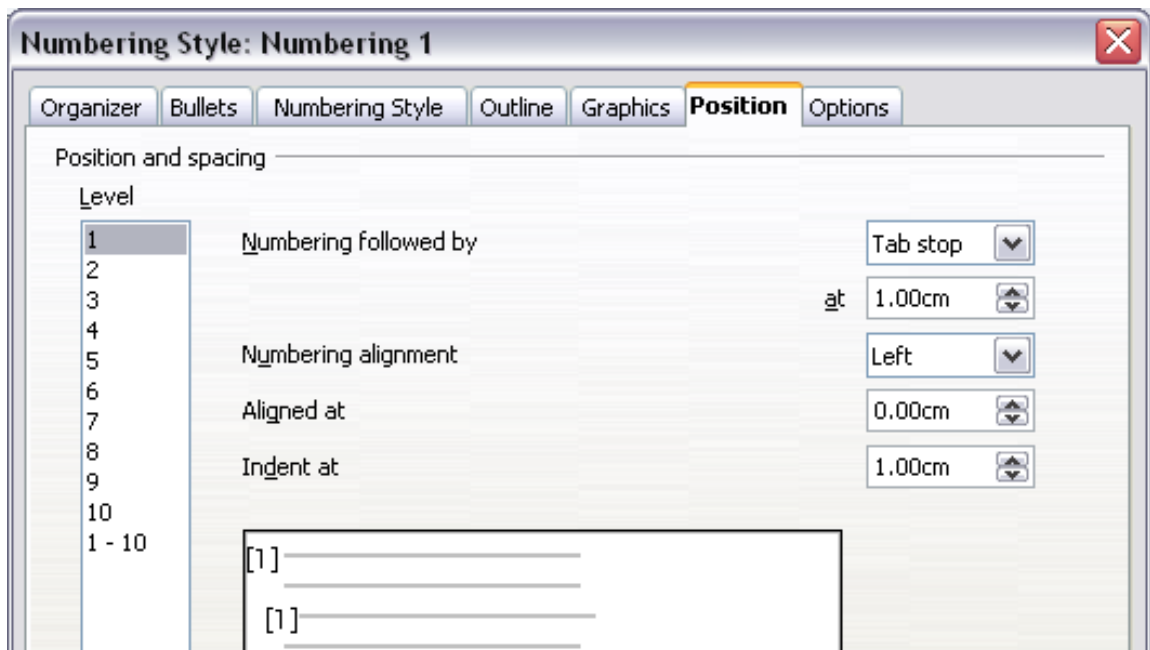 Numbering Style: Numbering 1
Organizer Bullets Numbering Style Outline Graphics Position Options
Position and spacing
Level
1
2
3
4
5
6
7
8
9
10
1 - 10
Numbering followed by Tab stop
at 1.00cm
Numbering alignment Left
Aligned at 0.00cm
Indent at 1.00cm
[1]
[1]